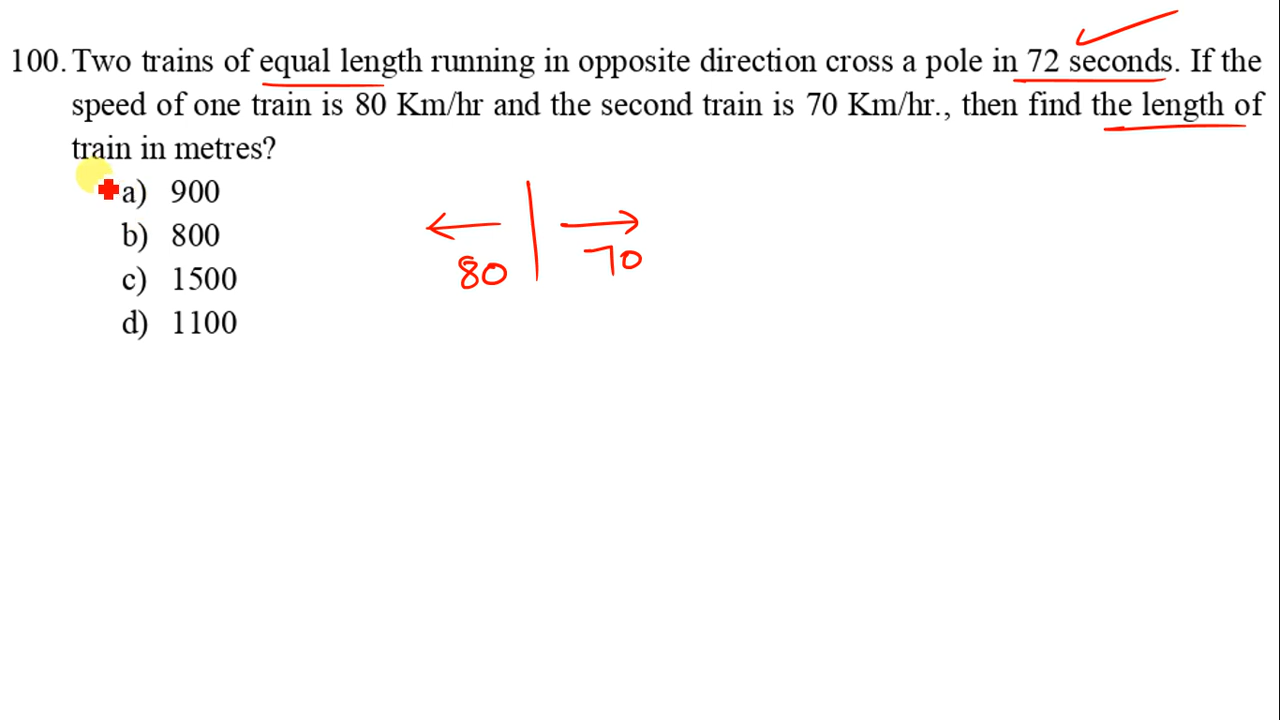 100. Two trains of equal length running in opposite direction cross a pole in 72 seconds. If the
speed of one train is 80 Km/hr and the second train is 70 Km/hr., then find the length of
train in metres?
a) 900
b) 800
c) 1500
d) 1100
80 70